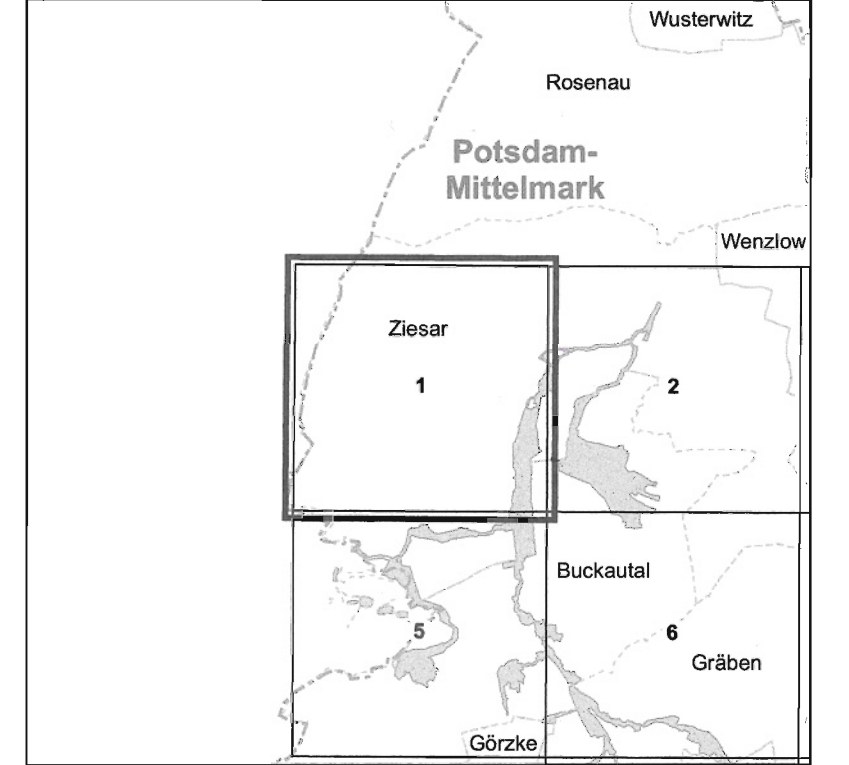 Wusterwitz
Rosenau
Potsdam-
Mittelmark
Wenzlow
Ziesar
1
2
Buckautal
5
6
Gräben
Görzke